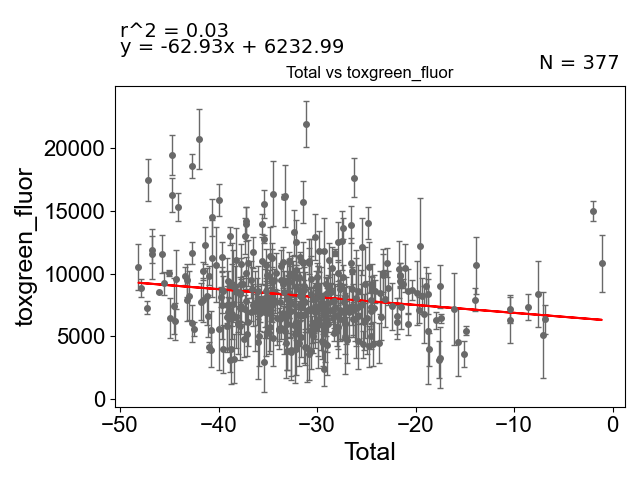 r^2 = 0.03
y = -62.93x + 6232.99
N = 377
Total vs toxgreen_fluor
toxgreen_fluor
20000
15000
10000
5000
0
−50
−40
−30
−20
−10
0
Total